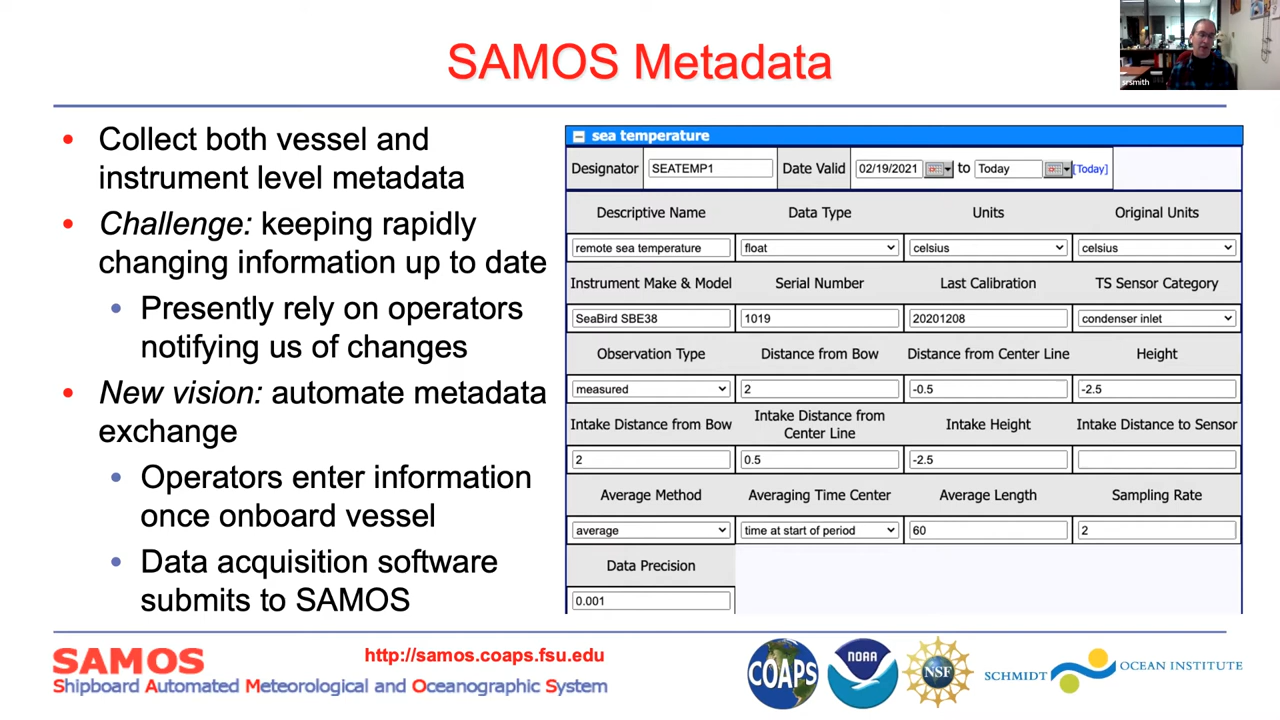 SAMOS Metadata
srsmith
• Collect both vessel and
instrument level metadata
• Challenge: keeping rapidly
changing information up to date
• Presently rely on operators
notifying us of changes
• New vision: automate metadata
exchange
• Operators enter information
once onboard vessel
• Data acquisition software
submits to SAMOS
sea temperature
Designator SEATEMP1 Date Valid 02/19/2021 to Today [Today]
Descriptive Name Data Type Units Original Units
remote sea temperature float celsius celsius
Instrument Make & Model Serial Number Last Calibration TS Sensor Category
SeaBird SBE38 1019 20201208 condenser inlet
Observation Type Distance from Bow Distance from Center Line Height
measured 2 -0.5 -2.5
Intake Distance from Bow Intake Distance from Center Line Intake Height Intake Distance to Sensor
2 0.5 -2.5
Average Method Averaging Time Center Average Length Sampling Rate
average time at start of period 60 2
Data Precision
0.001
SAMOS
Shipboard Automated Meteorological and Oceanographic System
http://samos.coaps.fsu.edu
COAPS
NOAA
NSF
SCHMIDT OCEAN INSTITUTE